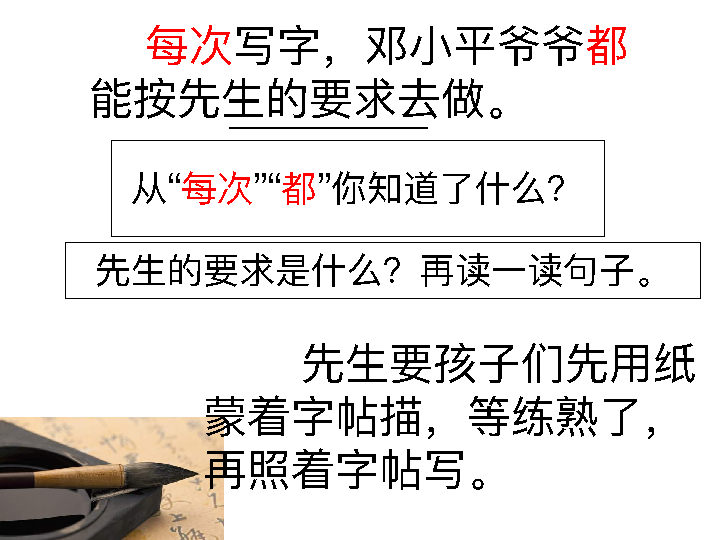 每次写字，邓小平爷爷都
能按先生的要求去做。
从“每次”“都”你知道了什么？
先生的要求是什么？再读一读句子。
先生要孩子们先用纸
蒙着字帖描，等练熟了，
再照着字帖写。